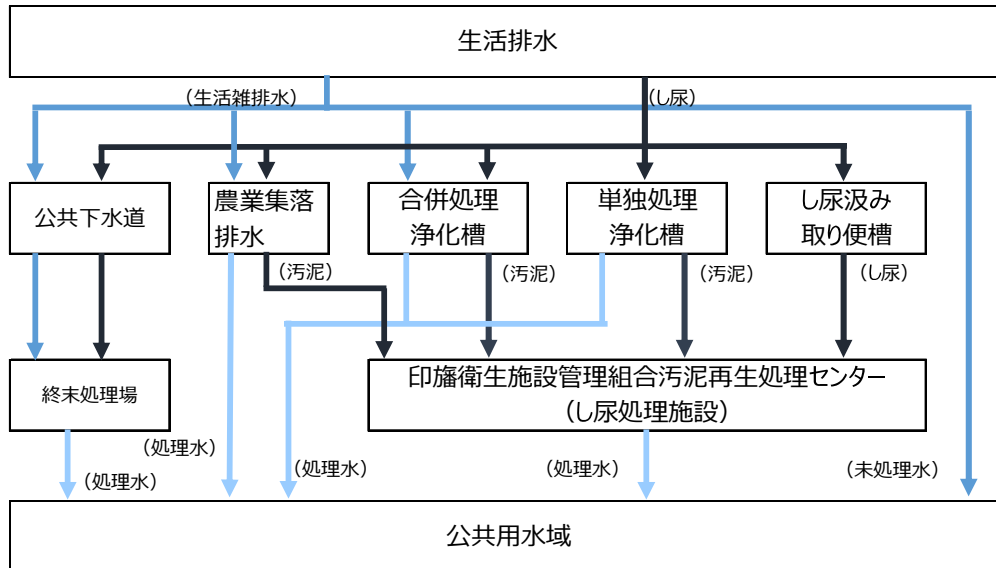 生活排水
（生活雑排水）
（し尿）
公共下水道
農業集落
排水
合併処理
浄化槽
単独処理
浄化槽
し尿汲み
取り便槽
（汚泥）
（汚泥）
（汚泥）
（し尿）
終末処理場
印旛衛生施設管理組合汚泥再生処理センター
（し尿処理施設）
（処理水）
（処理水）
（処理水）
（処理水）
（未処理水）
公共用水域